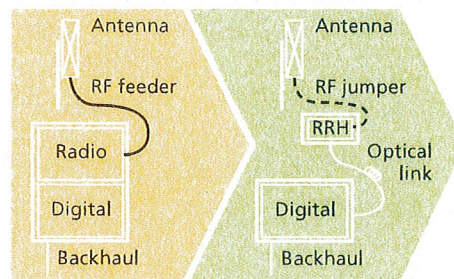 Antenna
RF feeder
Radio
Digital
Backhaul
Antenna
RF jumper
RRH
Optical
link
Digital
Backhaul